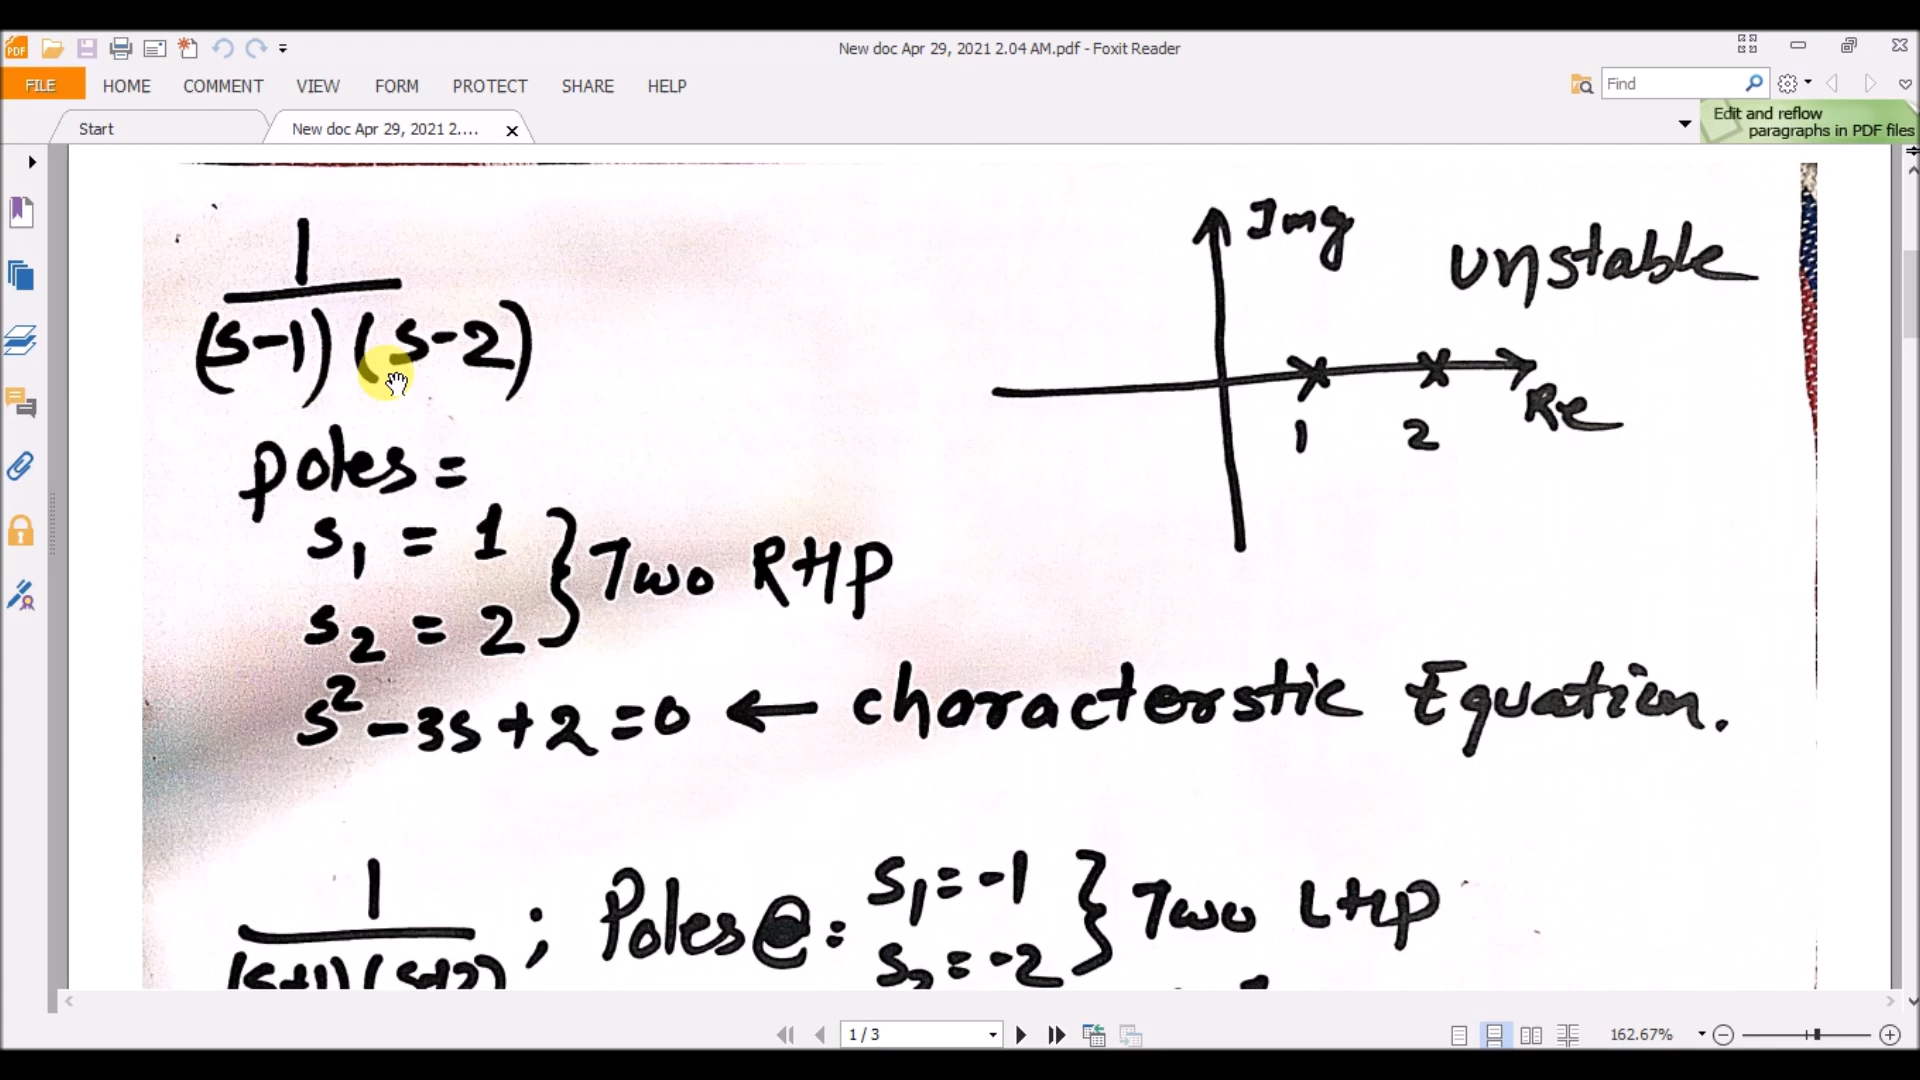 New doc Apr 29, 2021 2.04 AM.pdf - Foxit Reader
FILE HOME COMMENT VIEW FORM PROTECT SHARE HELP
Find
Start
New doc Apr 29, 2021 2....
Edit and reflow
paragraphs in PDF files
1
(s-1)(s-2)
Img
unstable
Re
1 2
poles =
s₁ = 1
s₂ = 2
} Two RHP
s²-3s+2=0 ← characterstic Equation.
1
(s+1)(s+2)
; Poles@:
s₁=-1
s₂=-2
} Two LHP
1 / 3
162.67%